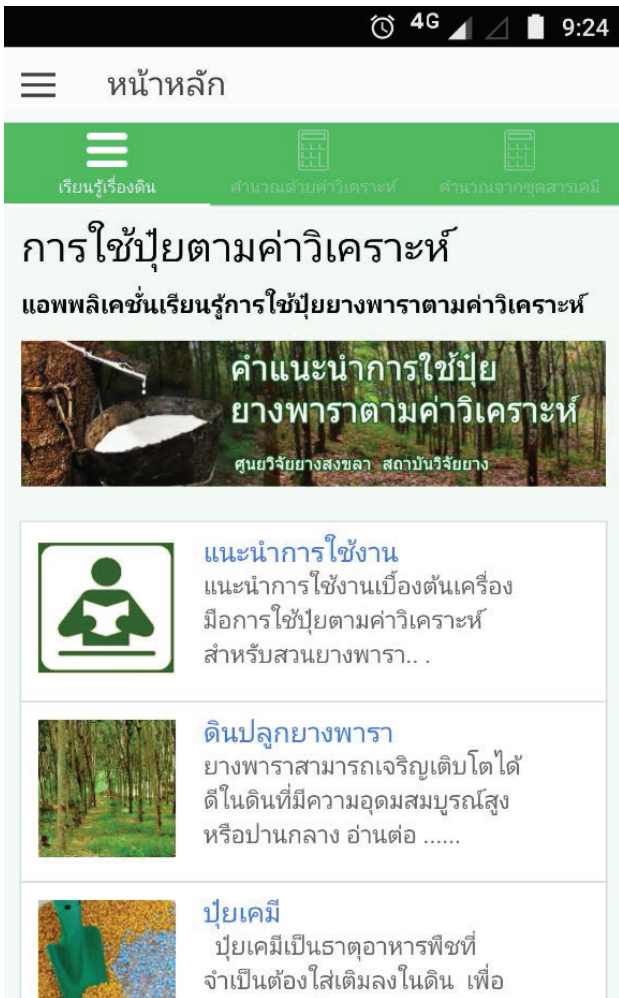 4G 9:24
หน้าหลัก
เรียนรู้เรื่องดิน คำนวณด้วยค่าวิเคราะห์ คำนวณจากชุดสารเคมี
การใช้ปุ๋ยตามค่าวิเคราะห์
แอพพลิเคชั่นเรียนรู้การใช้ปุ๋ยยางพาราตามค่าวิเคราะห์
คำแนะนำการใช้ปุ๋ย
ยางพาราตามค่าวิเคราะห์
ศูนยวิจัยยางสงขลา สถาบันวิจัยยาง
แนะนำการใช้งาน
แนะนำการใช้งานเบื้องต้นเครื่อง
มือการใช้ปุ๋ยตามค่าวิเคราะห์
สำหรับสวนยางพารา.. .
ดินปลูกยางพารา
ยางพาราสามารถเจริญเติบโตได้
ดีในดินที่มีความอุดมสมบูรณ์สูง
หรือปานกลาง อ่านต่อ ......
ปุ๋ยเคมี
ปุ๋ยเคมีเป็นธาตุอาหารพืชที่
จำเป็นต้องใส่เติมลงในดิน เพื่อ